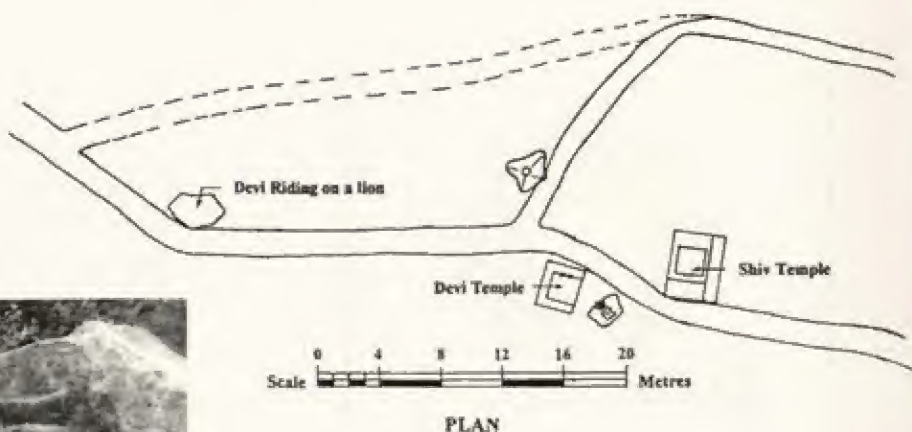 Devi Riding on a lion
Shiv Temple
Devi Temple
0 4 8 12 16 20
Scale Metres
PLAN